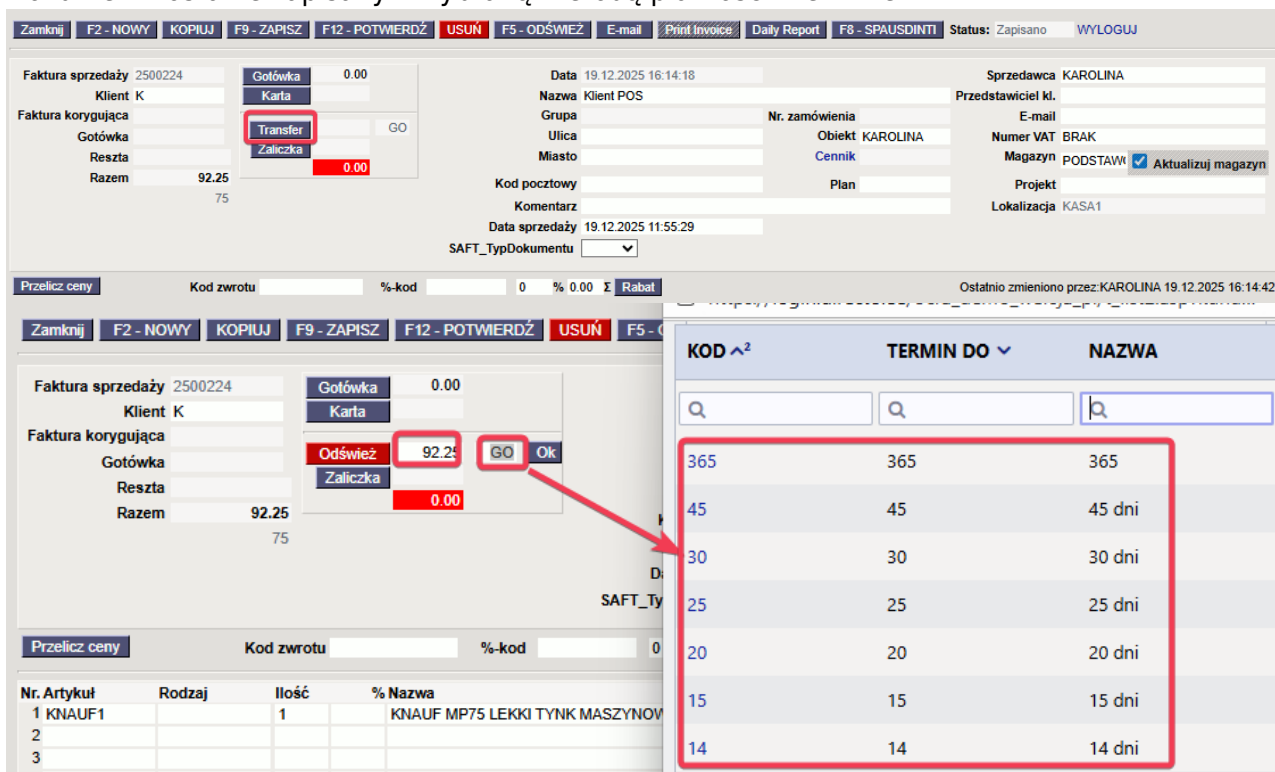 Zamknij F2 - NOWY KOPIUJ F9 - ZAPISZ F12 - POTWIERDŹ USUŃ F5 - ODŚWIEŻ E-mail Print Invoice Daily Report F8 - SPAUSDINTI Status: Zapisano WYLOGUJ
Faktura sprzedaży 2500224 Gotówka 0.00 Data 19.12.2025 16:14:18 Sprzedawca KAROLINA
Klient K Karta Nazwa Klient POS Przedstawiciel kl.
Faktura korygująca Grupa Nr. zamówienia E-mail
Gotówka Transfer GO Ulica Obiekt KAROLINA Numer VAT BRAK
Reszta Zaliczka Miasto Cennik Magazyn PODSTAW Aktualizuj magazyn
Razem 92.25 0.00 Kod pocztowy Plan Projekt
75 Komentarz Lokalizacja KASA1
Data sprzedaży 19.12.2025 11:55:29
SAFT_TypDokumentu
Przelicz ceny Kod zwrotu %-kod 0 % 0.00 Σ Rabat Ostatnio zmieniono przez:KAROLINA 19.12.2025 16:14:42
Zamknij F2 - NOWY KOPIUJ F9 - ZAPISZ F12 - POTWIERDŹ USUŃ F5 -
Faktura sprzedaży 2500224 Gotówka 0.00
Klient K Karta
Faktura korygująca
Gotówka Odśwież 92.25 GO Ok
Reszta Zaliczka
Razem 92.25 0.00
75
SAFT_Ty
Przelicz ceny Kod zwrotu %-kod 0
Nr. Artykuł Rodzaj Ilość % Nazwa
1 KNAUF1 1 KNAUF MP75 LEKKI TYNK MASZYNOW
2
3
KOD 2 TERMIN DO NAZWA
365 365 365
45 45 45 dni
30 30 30 dni
25 25 25 dni
20 20 20 dni
15 15 15 dni
14 14 14 dni